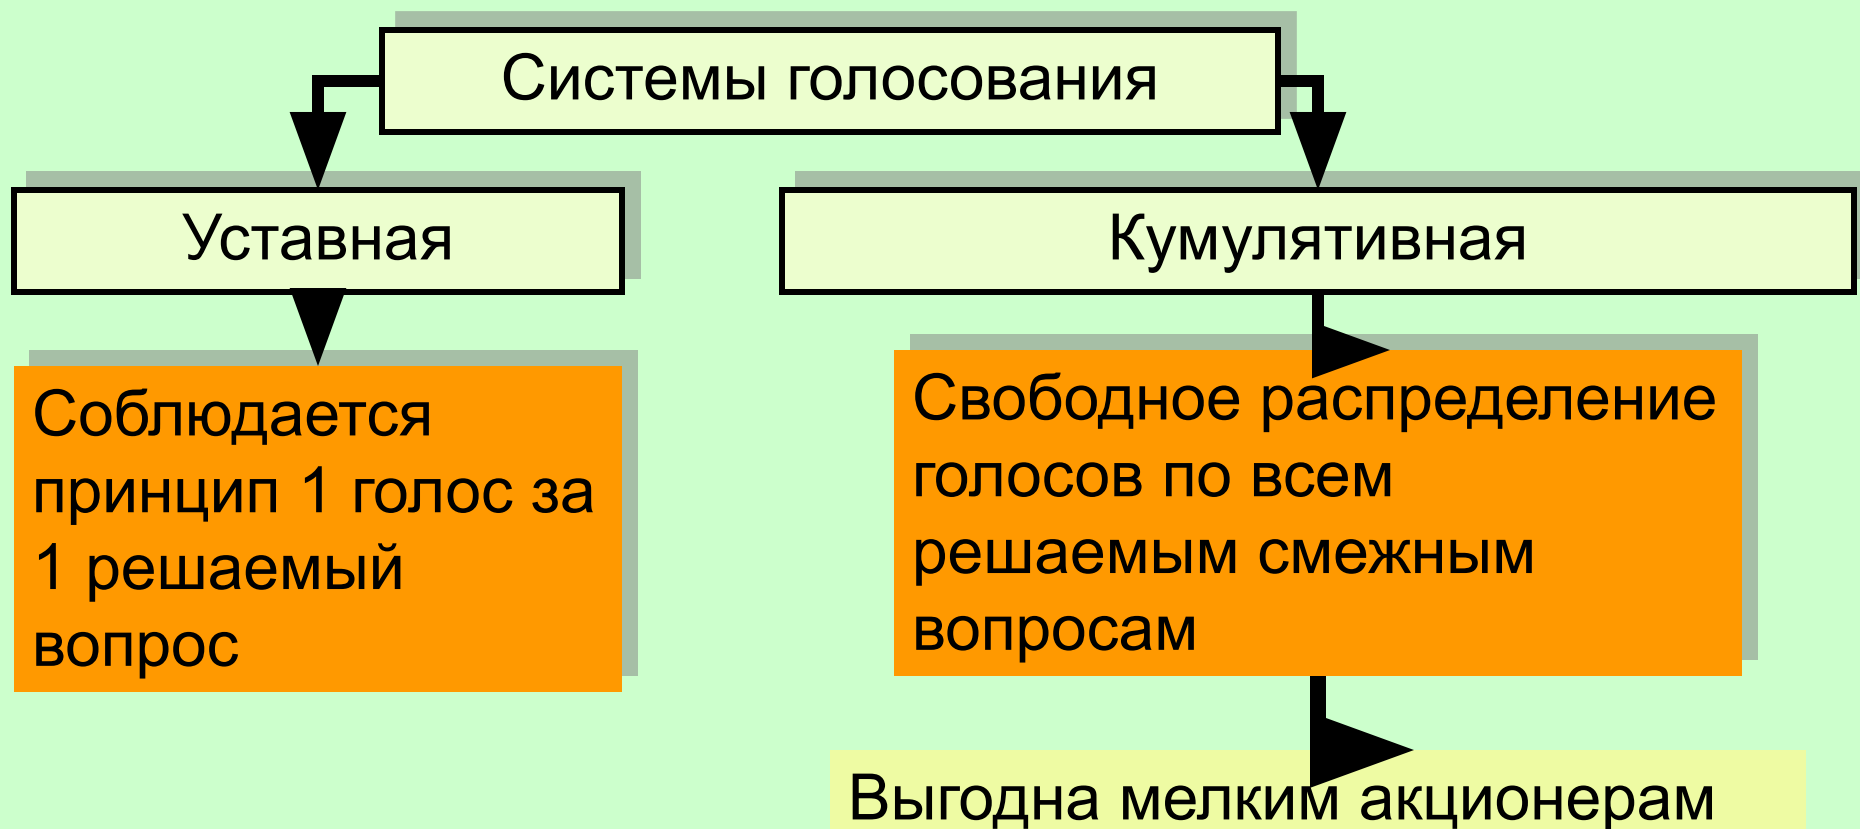 Системы голосования
Уставная
Кумулятивная
Соблюдается
принцип 1 голос за
1 решаемый
вопрос
Свободное распределение
голосов по всем
решаемым смежным
вопросам
Выгодна мелким акционерам